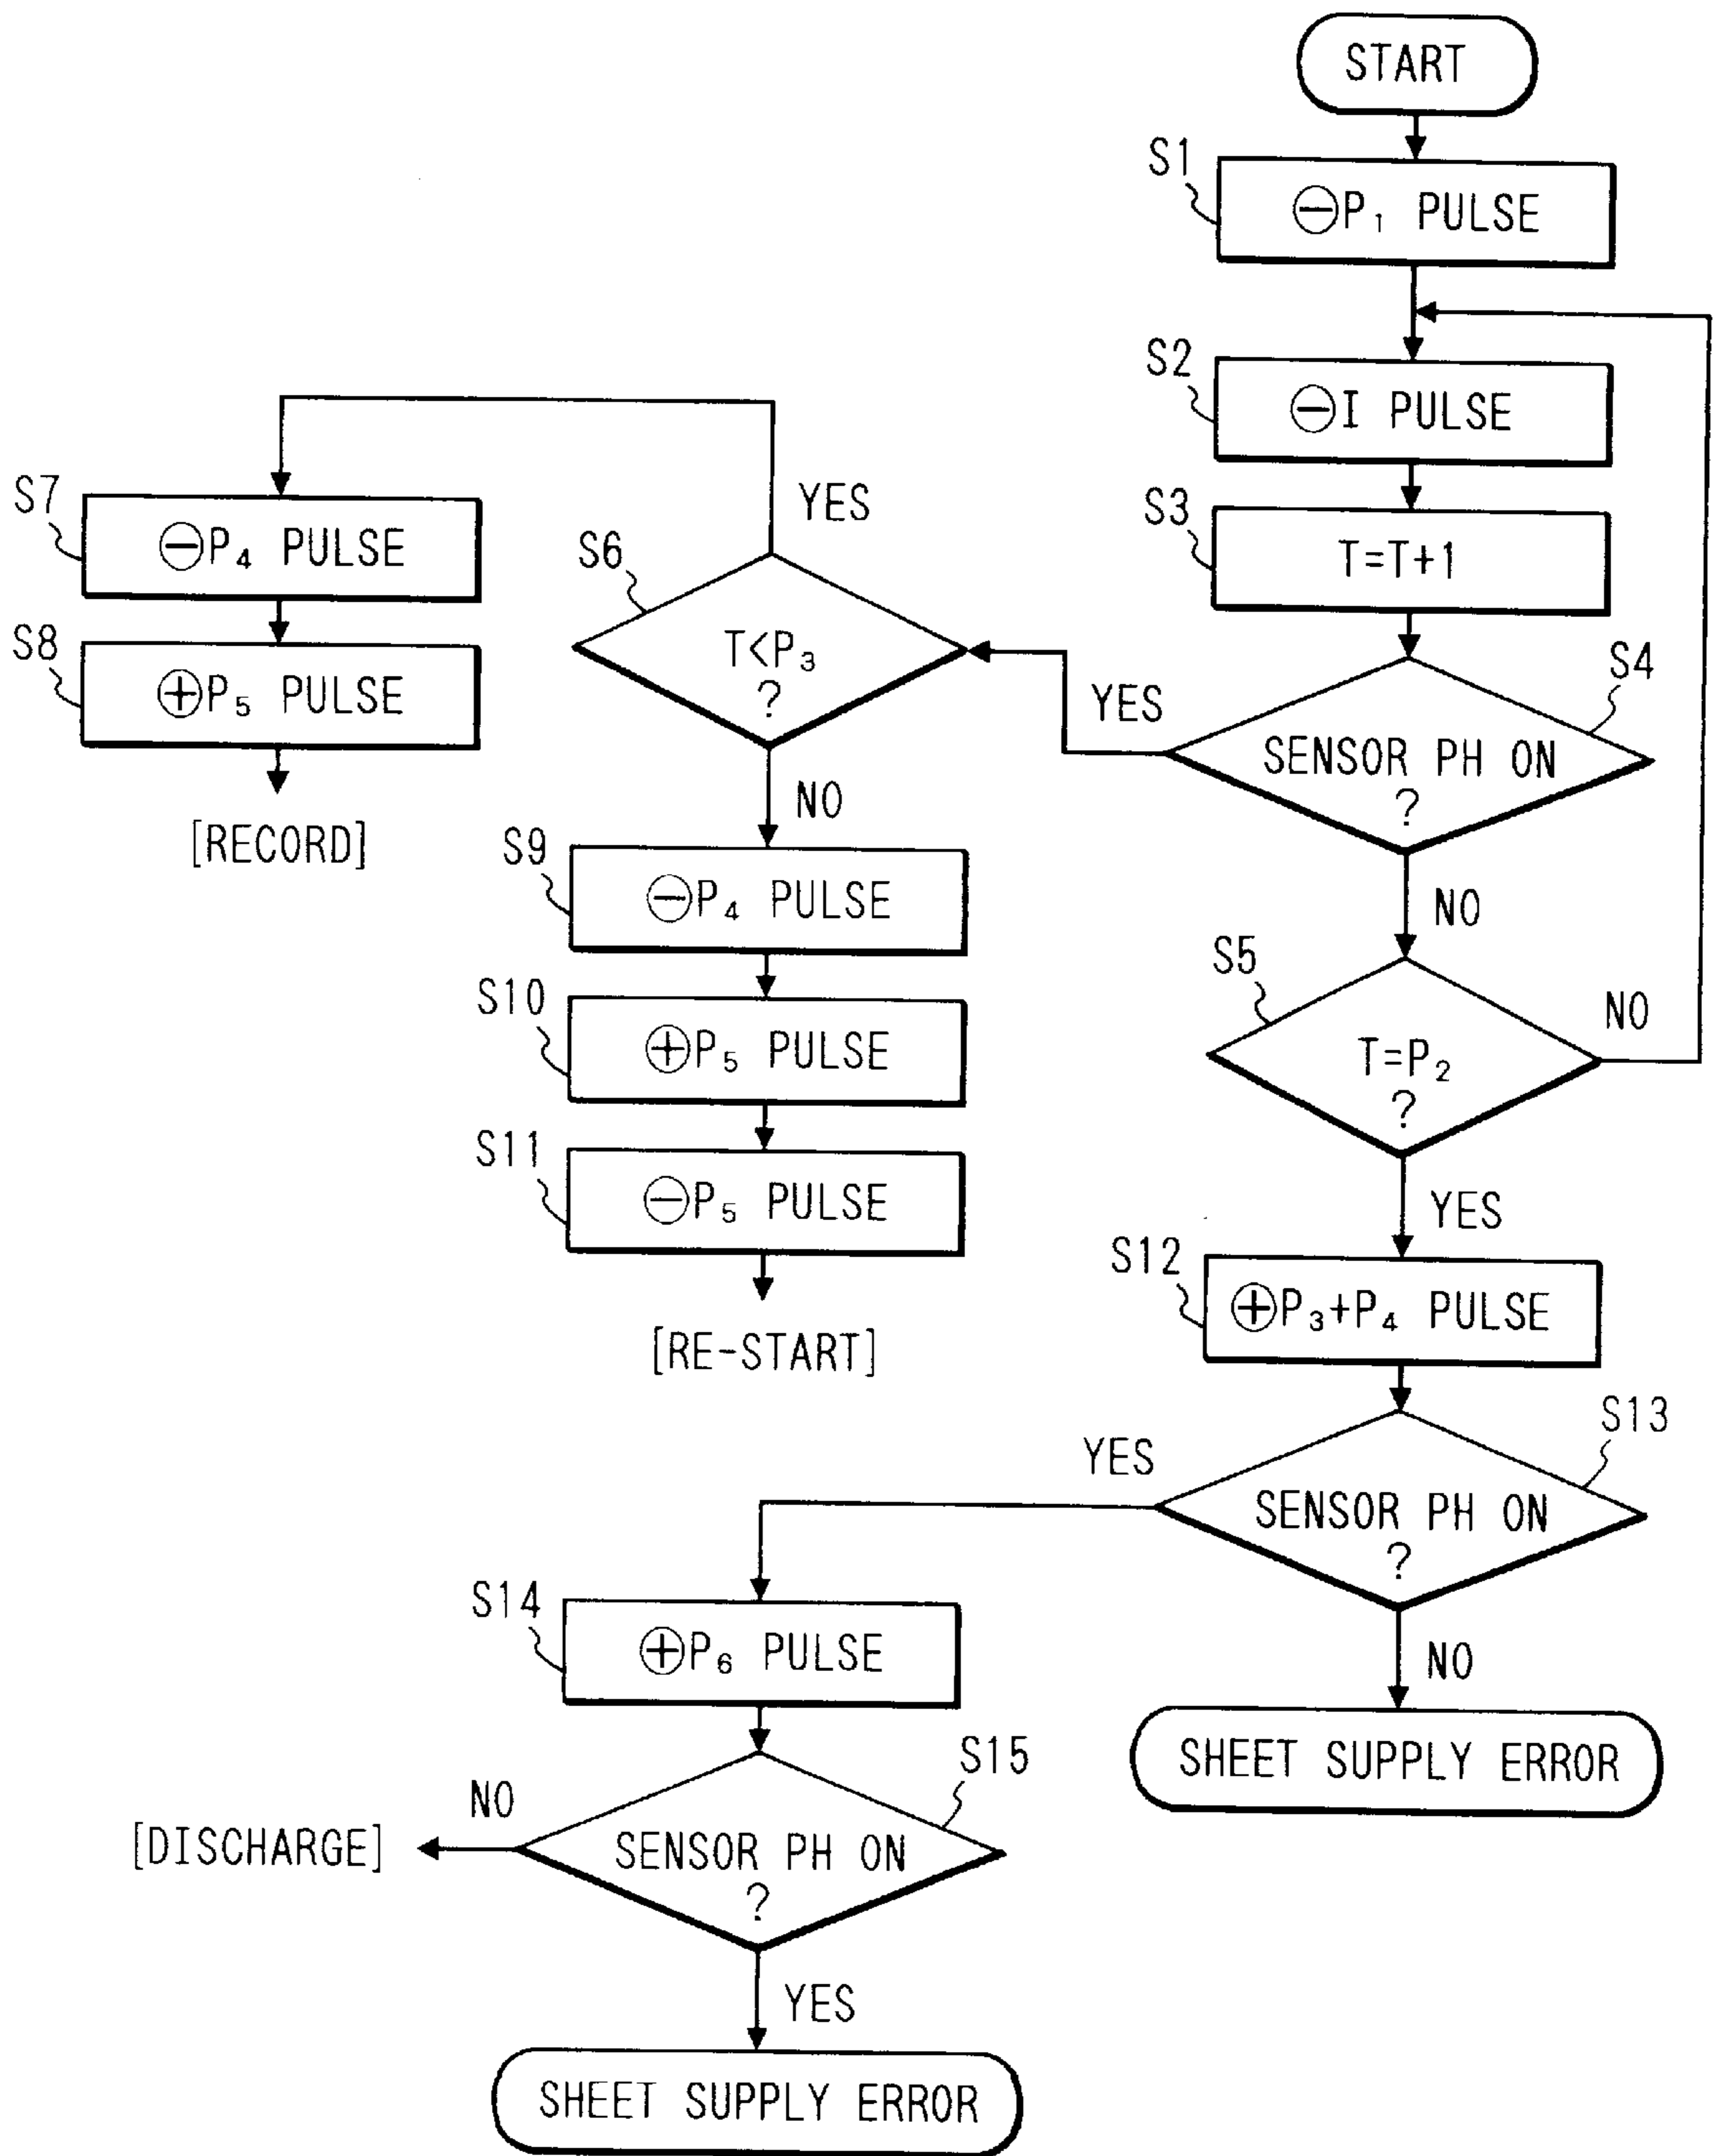 START
S1
⊖P₁ PULSE
S2
⊖I PULSE
S3
T=T+1
S4
SENSOR PH ON
?
YES
NO
S5
T=P₂
?
NO
YES
S6
T<P₃
?
YES
NO
S7
⊖P₄ PULSE
S8
⊕P₅ PULSE
[RECORD]
S9
⊖P₄ PULSE
S10
⊕P₅ PULSE
S11
⊖P₅ PULSE
[RE-START]
S12
⊕P₃+P₄ PULSE
S13
SENSOR PH ON
?
YES
NO
SHEET SUPPLY ERROR
S14
⊕P₆ PULSE
S15
SENSOR PH ON
?
NO
[DISCHARGE]
YES
SHEET SUPPLY ERROR